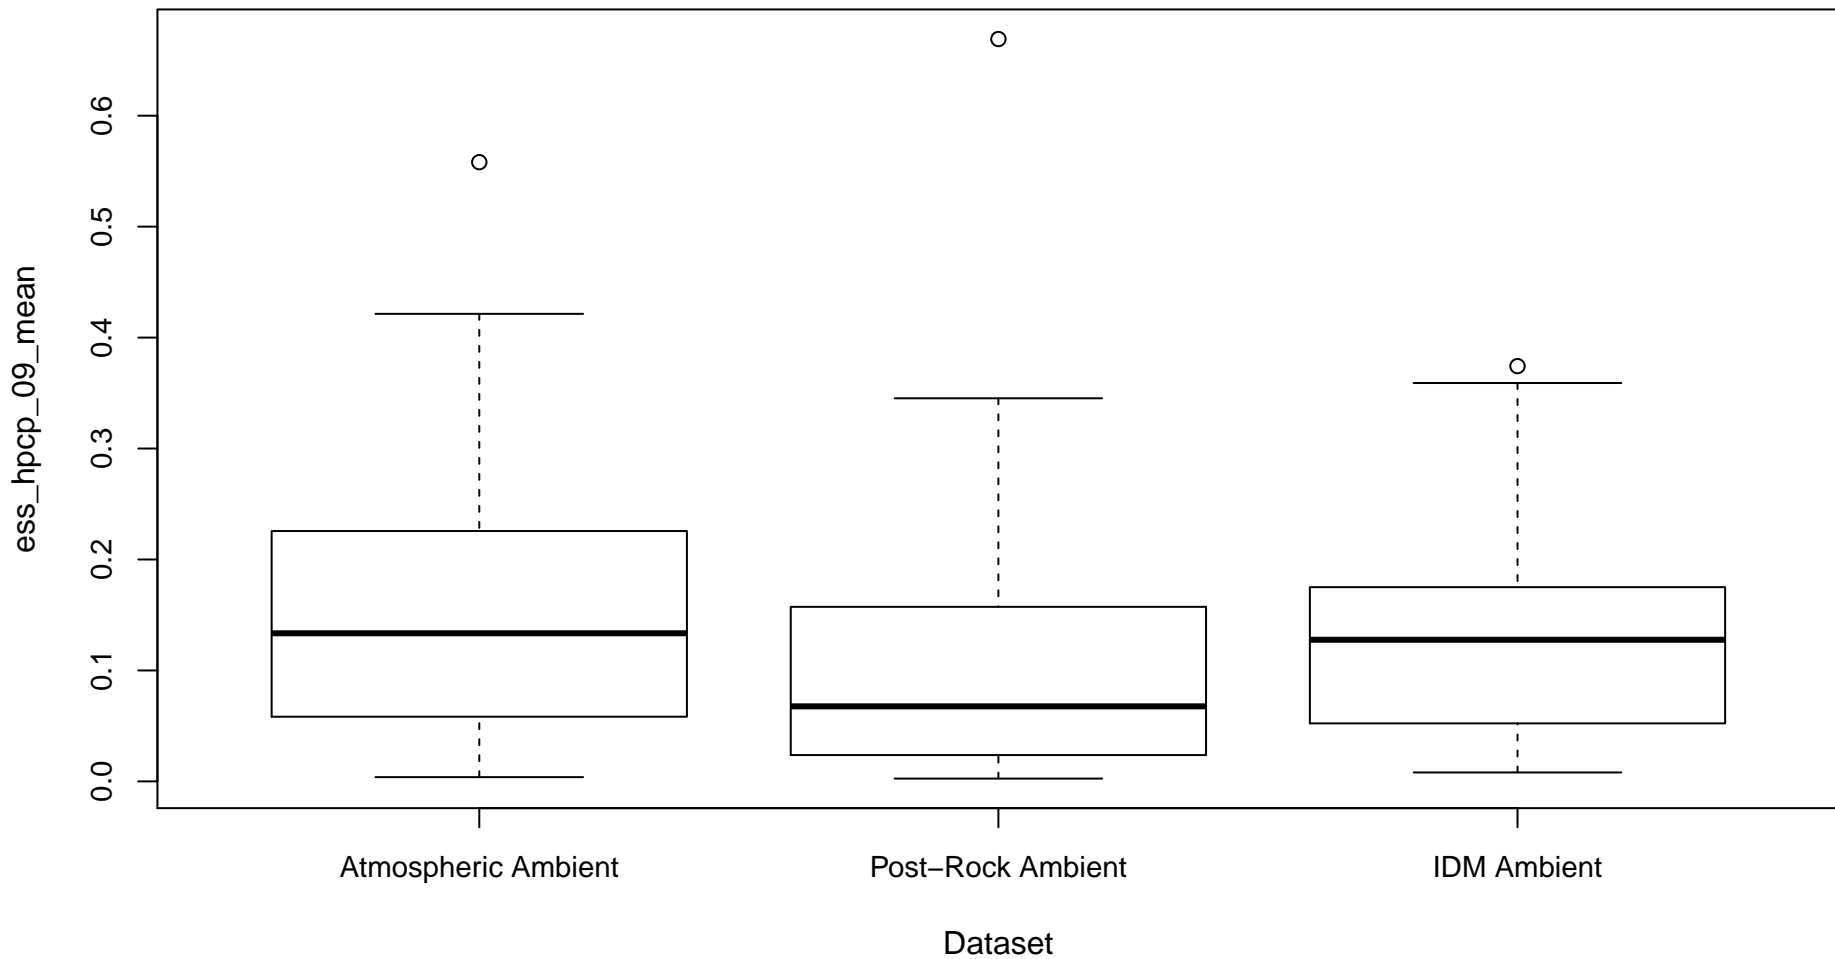 ess_hpcp_09_mean
0.6
0.5
0.4
0.3
0.2
0.1
0.0
Atmospheric Ambient
Post−Rock Ambient
IDM Ambient
Dataset